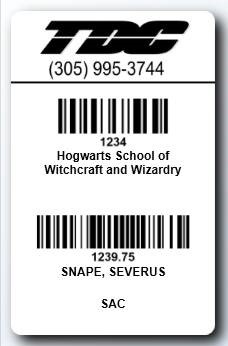 TDC
(305) 995-3744
1234
Hogwarts School of
Witchcraft and Wizardry
1239.75
SNAPE, SEVERUS
SAC